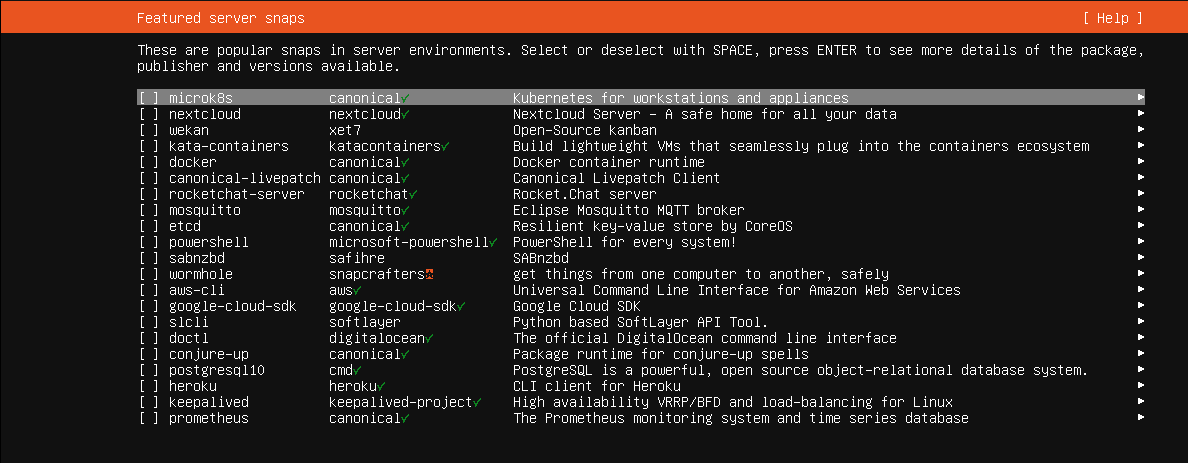 Featured server snaps [ Help ]
These are popular snaps in server environments. Select or deselect with SPACE, press ENTER to see more details of the package,
publisher and versions available.
[ ] microk8s canonical✓ Kubernetes for workstations and appliances ▸
[ ] nextcloud nextcloud✓ Nextcloud Server - A safe home for all your data ▸
[ ] wekan xet7 Open-Source kanban ▸
[ ] kata-containers katacontainers✓ Build lightweight VMs that seamlessly plug into the containers ecosystem ▸
[ ] docker canonical✓ Docker container runtime ▸
[ ] canonical-livepatch canonical✓ Canonical Livepatch Client ▸
[ ] rocketchat-server rocketchat✓ Rocket.Chat server ▸
[ ] mosquitto mosquitto✓ Eclipse Mosquitto MQTT broker ▸
[ ] etcd canonical✓ Resilient key-value store by CoreOS ▸
[ ] powershell microsoft-powershell✓ PowerShell for every system! ▸
[ ] sabnzbd safihre SABnzbd ▸
[ ] wormhole snapcrafters get things from one computer to another, safely ▸
[ ] aws-cli aws✓ Universal Command Line Interface for Amazon Web Services ▸
[ ] google-cloud-sdk google-cloud-sdk✓ Google Cloud SDK ▸
[ ] slcli softlayer Python based SoftLayer API Tool. ▸
[ ] doctl digitalocean✓ The official DigitalOcean command line interface ▸
[ ] conjure-up canonical✓ Package runtime for conjure-up spells ▸
[ ] postgresql10 cmd✓ PostgreSQL is a powerful, open source object-relational database system. ▸
[ ] heroku heroku✓ CLI client for Heroku ▸
[ ] keepalived keepalived-project✓ High availability VRRP/BFD and load-balancing for Linux ▸
[ ] prometheus canonical✓ The Prometheus monitoring system and time series database ▸